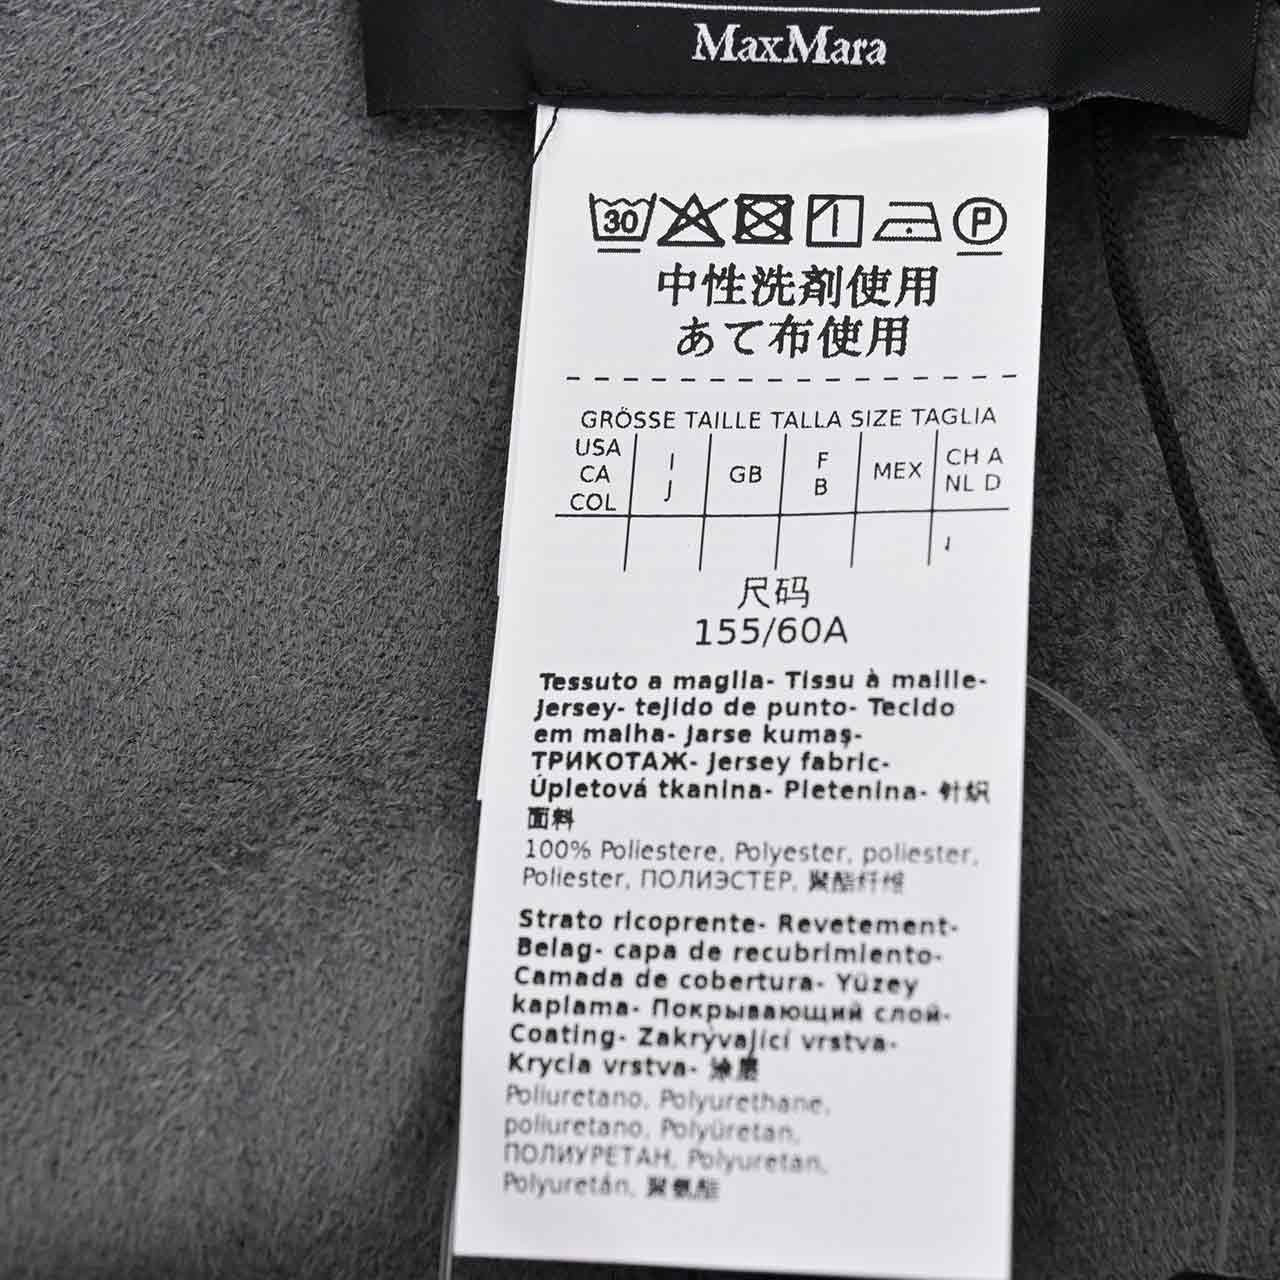 MaxMara
30 P
中性洗剤使用
あて布使用
GRÖSSE TAILLE TALLA SIZE TAGLIA
USA CA COL I J GB F B MEX CH A NL D
尺码
155/60A
Tessuto a maglia- Tissu à maille-
Jersey- tejido de punto- Tecido
em malha- Jarse kumaş-
ТРИКОТАЖ- Jersey fabric-
Úpletová tkanina- Pletenina- 针织
面料
100% Poliestere, Polyester, poliester,
Poliester, ПОЛИЭСТЕР, 聚酯纤维
Strato ricoprente- Revetement-
Belag- capa de recubrimiento-
Camada de cobertura- Yüzey
kaplama- Покрывающий слой-
Coating- Zakrývající vrstva-
Krycia vrstva- 涂层
Poliuretano, Polyurethane,
poliuretano, Polyüretan,
ПОЛИУРЕТАН, Polyuretan,
Polyuretán, 聚氨酯